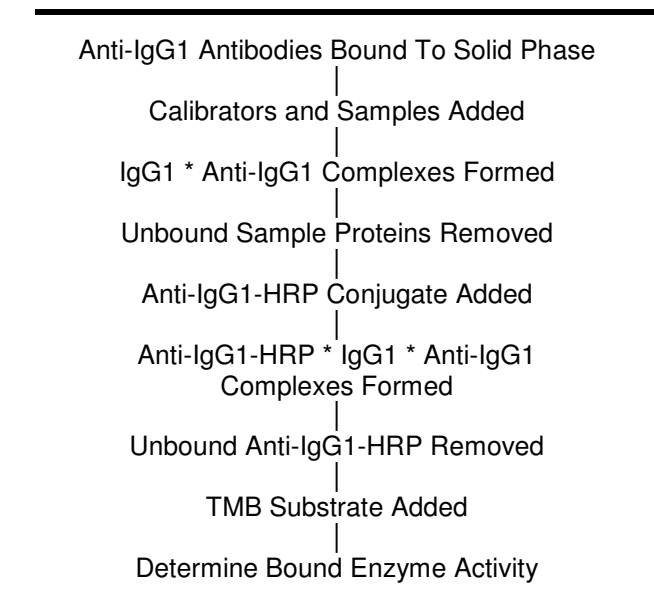 Anti-IgG1 Antibodies Bound To Solid Phase
Calibrators and Samples Added
IgG1 * Anti-IgG1 Complexes Formed
Unbound Sample Proteins Removed
Anti-IgG1-HRP Conjugate Added
Anti-IgG1-HRP * IgG1 * Anti-IgG1
Complexes Formed
Unbound Anti-IgG1-HRP Removed
TMB Substrate Added
Determine Bound Enzyme Activity